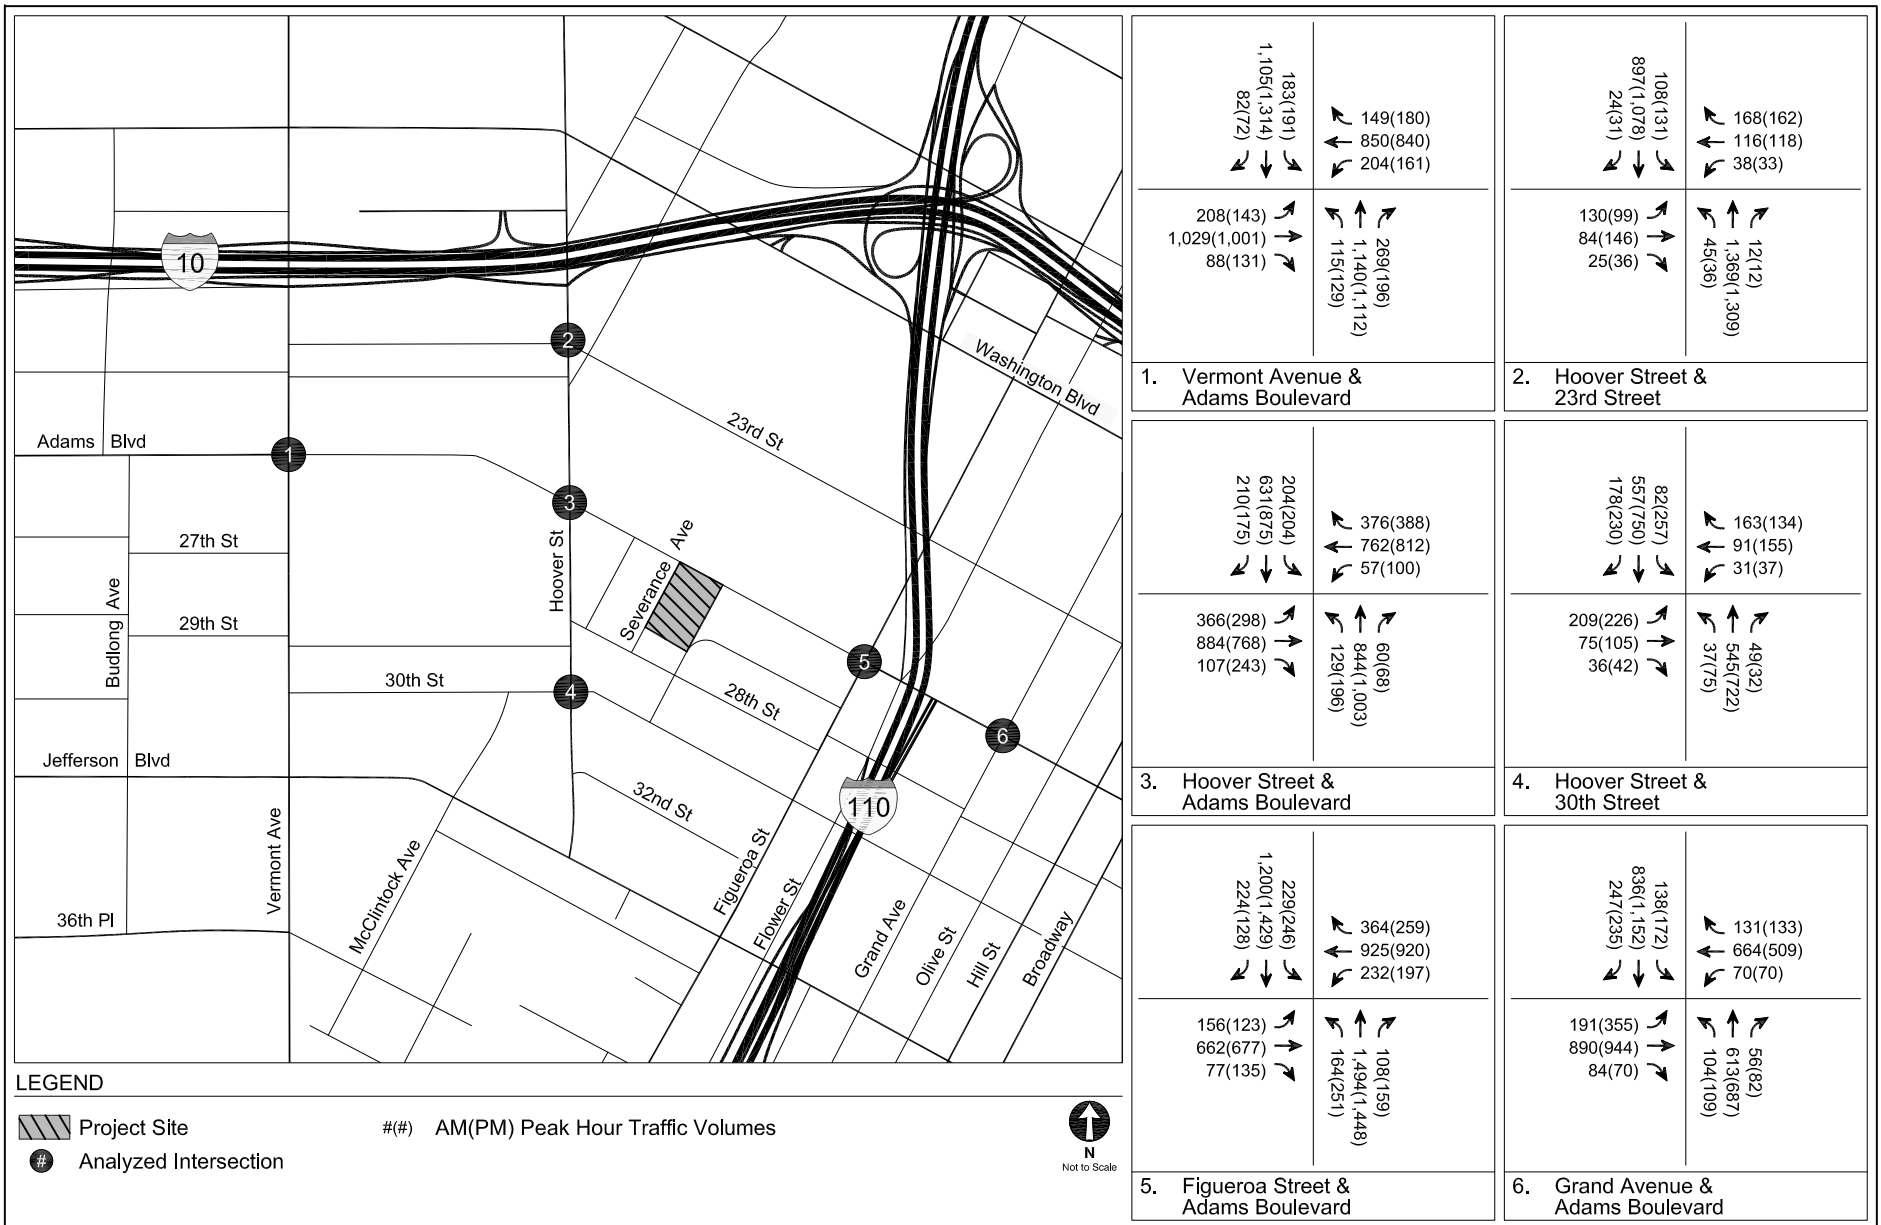 10
2
Washington Blvd
23rd St
Adams Blvd
1
3
27th St
Hoover St
Severance Ave
Budlong Ave
29th St
5
30th St
4
28th St
6
Jefferson Blvd
32nd St
110
Vermont Ave
McClintock Ave
Figueroa St
Flower St
Grand Ave
Olive St
Hill St
Broadway
36th Pl
LEGEND
Project Site
#(#) AM(PM) Peak Hour Traffic Volumes
# Analyzed Intersection
N
Not to Scale
82(72)
1,105(1,314)
183(191)
149(180)
850(840)
204(161)
208(143)
1,029(1,001)
88(131)
115(129)
1,140(1,112)
269(196)
1. Vermont Avenue &
Adams Boulevard
24(31)
897(1,078)
108(131)
168(162)
116(118)
38(33)
130(99)
84(146)
25(36)
45(36)
1,369(1,309)
12(12)
2. Hoover Street &
23rd Street
210(175)
631(875)
204(204)
376(388)
762(812)
57(100)
366(298)
884(768)
107(243)
129(196)
844(1,003)
60(68)
3. Hoover Street &
Adams Boulevard
178(230)
557(750)
82(257)
163(134)
91(155)
31(37)
209(226)
75(105)
36(42)
37(75)
545(722)
49(32)
4. Hoover Street &
30th Street
224(128)
1,200(1,429)
229(246)
364(259)
925(920)
232(197)
156(123)
662(677)
77(135)
164(251)
1,494(1,448)
108(159)
5. Figueroa Street &
Adams Boulevard
247(235)
836(1,152)
138(172)
131(133)
664(509)
70(70)
191(355)
890(944)
84(70)
104(109)
613(687)
56(82)
6. Grand Avenue &
Adams Boulevard